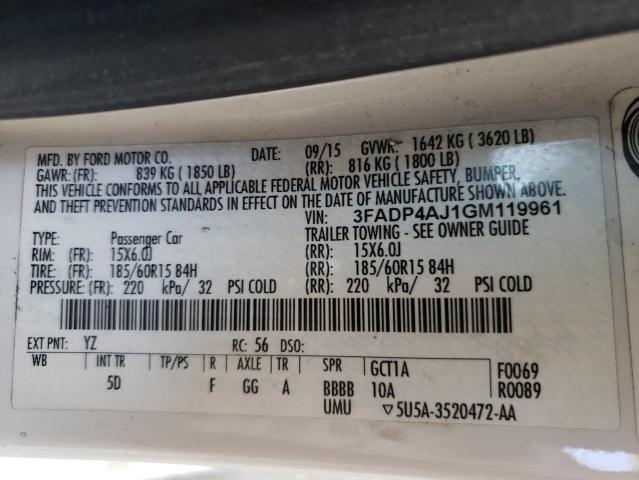 MFD. BY FORD MOTOR CO. DATE: 09/15 GVWR: 1642 KG ( 3620 LB)
GAWR: (FR): 839 KG ( 1850 LB) (RR): 816 KG ( 1800 LB)
THIS VEHICLE CONFORMS TO ALL APPLICABLE FEDERAL MOTOR VEHICLE SAFETY, BUMPER,
AND THEFT PREVENTION STANDARDS IN EFFECT ON THE DATE OF MANUFACTURE SHOWN ABOVE.
VIN: 3FADP4AJ1GM119961
TYPE: Passenger Car TRAILER TOWING - SEE OWNER GUIDE
RIM: (FR): 15X6.0J (RR): 15X6.0J
TIRE: (FR): 185/60R15 84H (RR): 185/60R15 84H
PRESSURE: (FR): 220 kPa/ 32 PSI COLD (RR): 220 kPa/ 32 PSI COLD
EXT PNT: YZ RC: 56 DSO:
WB INT TR TP/PS R AXLE TR SPR GCT1A F0069
5D F GG A BBBB 10A R0089
UMU ▽5U5A-3520472-AA